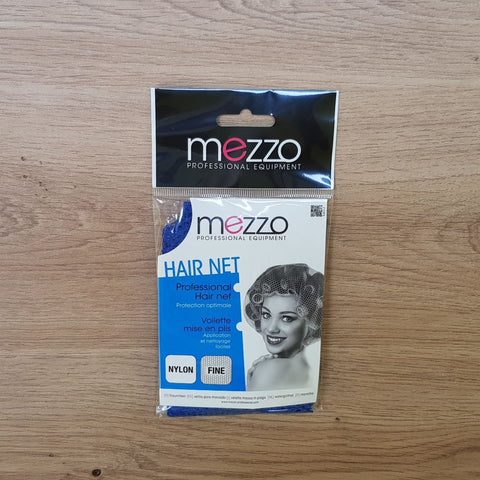 mezzo
PROFESSIONAL EQUIPMENT
mezzo
PROFESSIONAL EQUIPMENT
HAIR NET
Professional
Hair net
Protection optimale
Voilette
mise en plis
Application
et nettoyage
faciles
NYLON
FINE